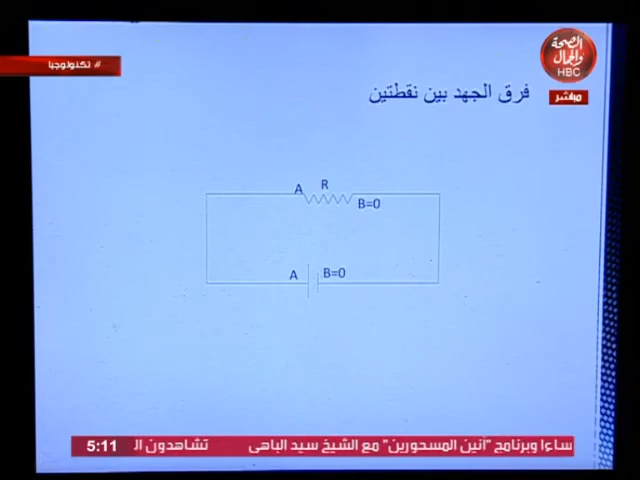 الصحة
والجمال
HBC
# تكنولوجيا
مباشر
فرق الجهد بين نقطتين
A R
B=0
A B=0
5:11
ساءا وبرنامج "أنين المسحورين" مع الشيخ سيد الباهى تشاهدون ال